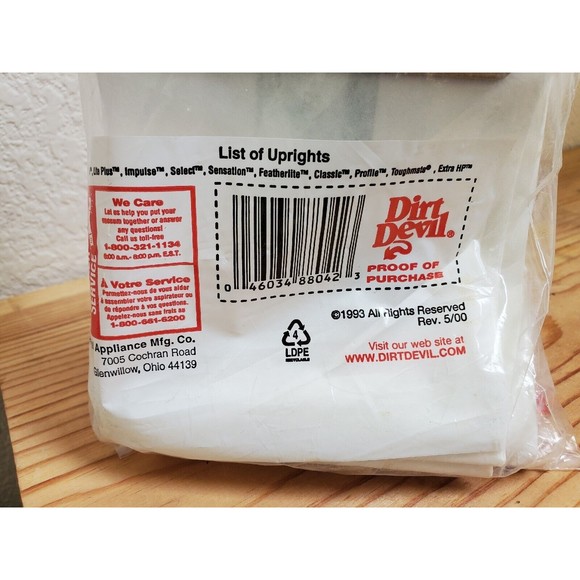 List of Uprights
Lite Plus™, Impulse™, Select™, Sensation™, Featherlite™, Classic™, Profile™, Toughmate®, Extra HP™
SERVICE
We Care
Let us help you put your
vacuum together or answer
any questions!
Call us toll-free
1-800-321-1134
8:00 a.m.- 8:00 p.m. E.S.T.
À Votre Service
Permettez-nous de vous aider
à assembler votre aspirateur ou
de répondre à vos questions.
Appelez-nous sans frais au
1-800-661-6200
Appliance Mfg. Co.
7005 Cochran Road
Glenwillow, Ohio 44139
0 46034 88042 3
Dirt
Devil®
PROOF OF
PURCHASE
4
LDPE
RECYCLABLE
©1993 All Rights Reserved
Rev. 5/00
Visit our web site at
WWW.DIRTDEVIL.COM